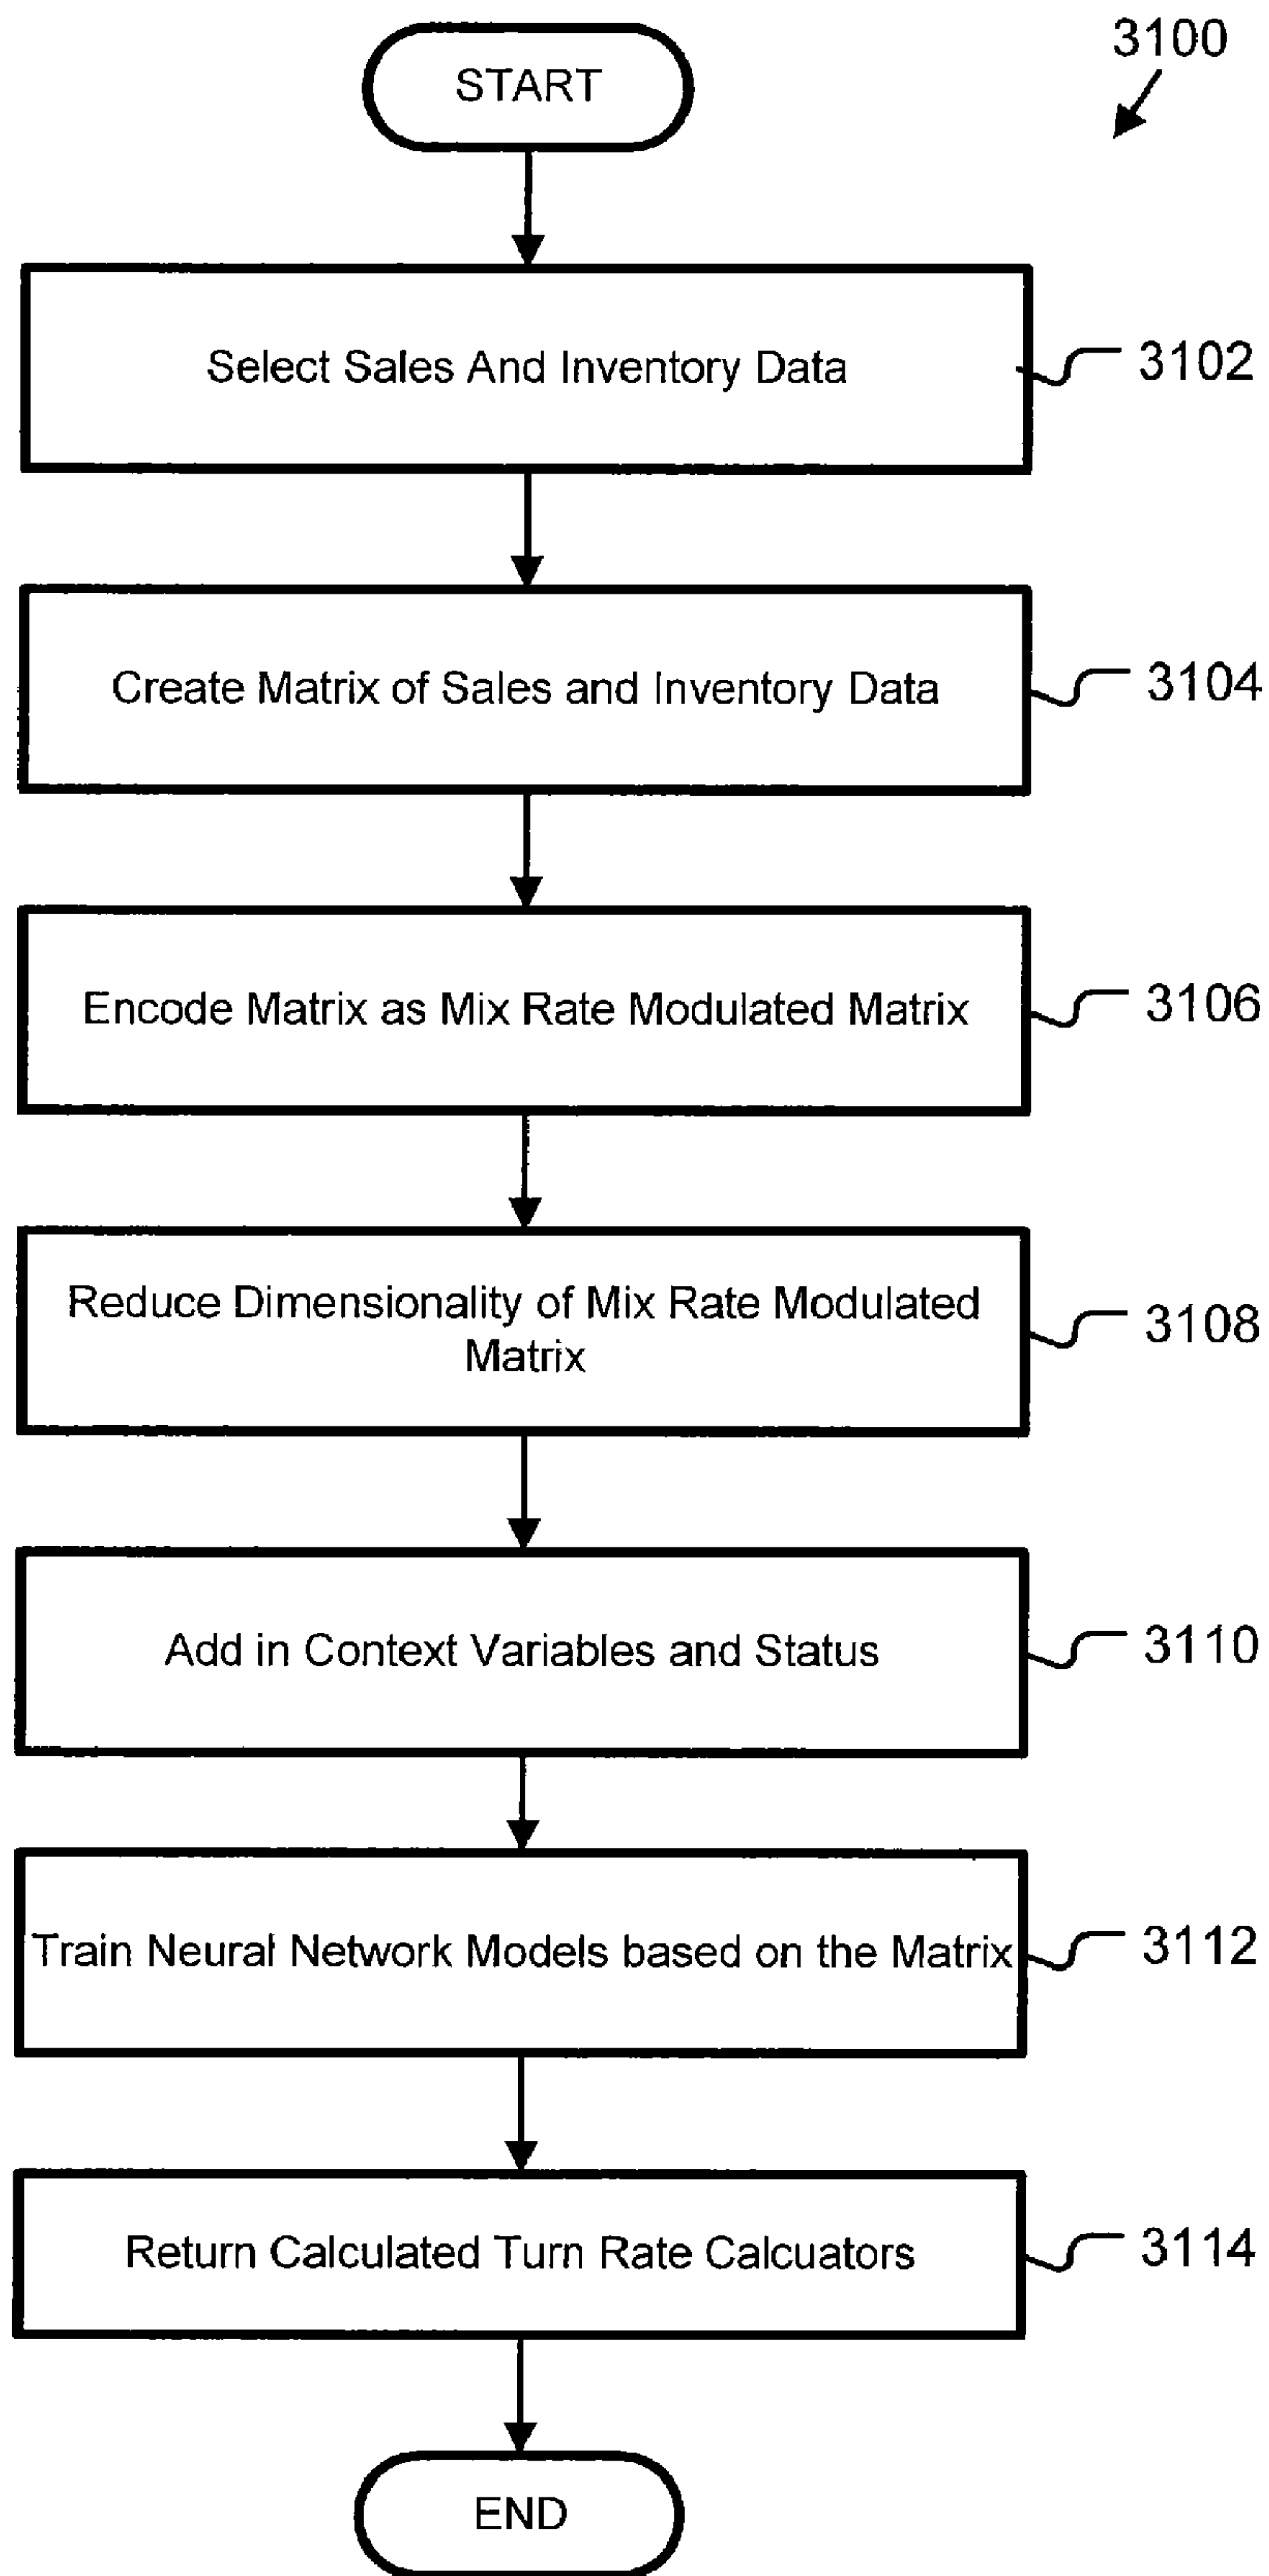 3100
START
Select Sales And Inventory Data
3102
Create Matrix of Sales and Inventory Data
3104
Encode Matrix as Mix Rate Modulated Matrix
3106
Reduce Dimensionality of Mix Rate Modulated
Matrix
3108
Add in Context Variables and Status
3110
Train Neural Network Models based on the Matrix
3112
Return Calculated Turn Rate Calcuators
3114
END